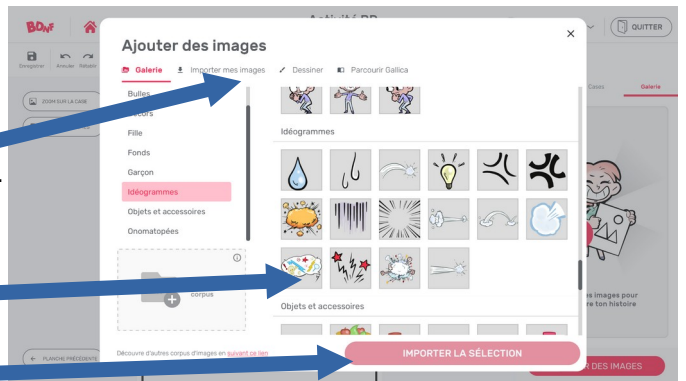 BDNF
Activité BD
QUITTER
Enregistrer Annuler Rétablir
Ajouter des images
Galerie Importer mes images Dessiner Parcourir Gallica
ZOOM SUR LA CASE
Cases Galerie
Bulles
Décors
Fille
Fonds
Garçon
Idéogrammes
Objets et accessoires
Onomatopées
Idéogrammes
corpus
Objets et accessoires
es images pour
re ton histoire
Découvre d'autres corpus d'images en suivant ce lien
IMPORTER LA SÉLECTION
PLANCHE PRÉCÉDENTE
R DES IMAGES